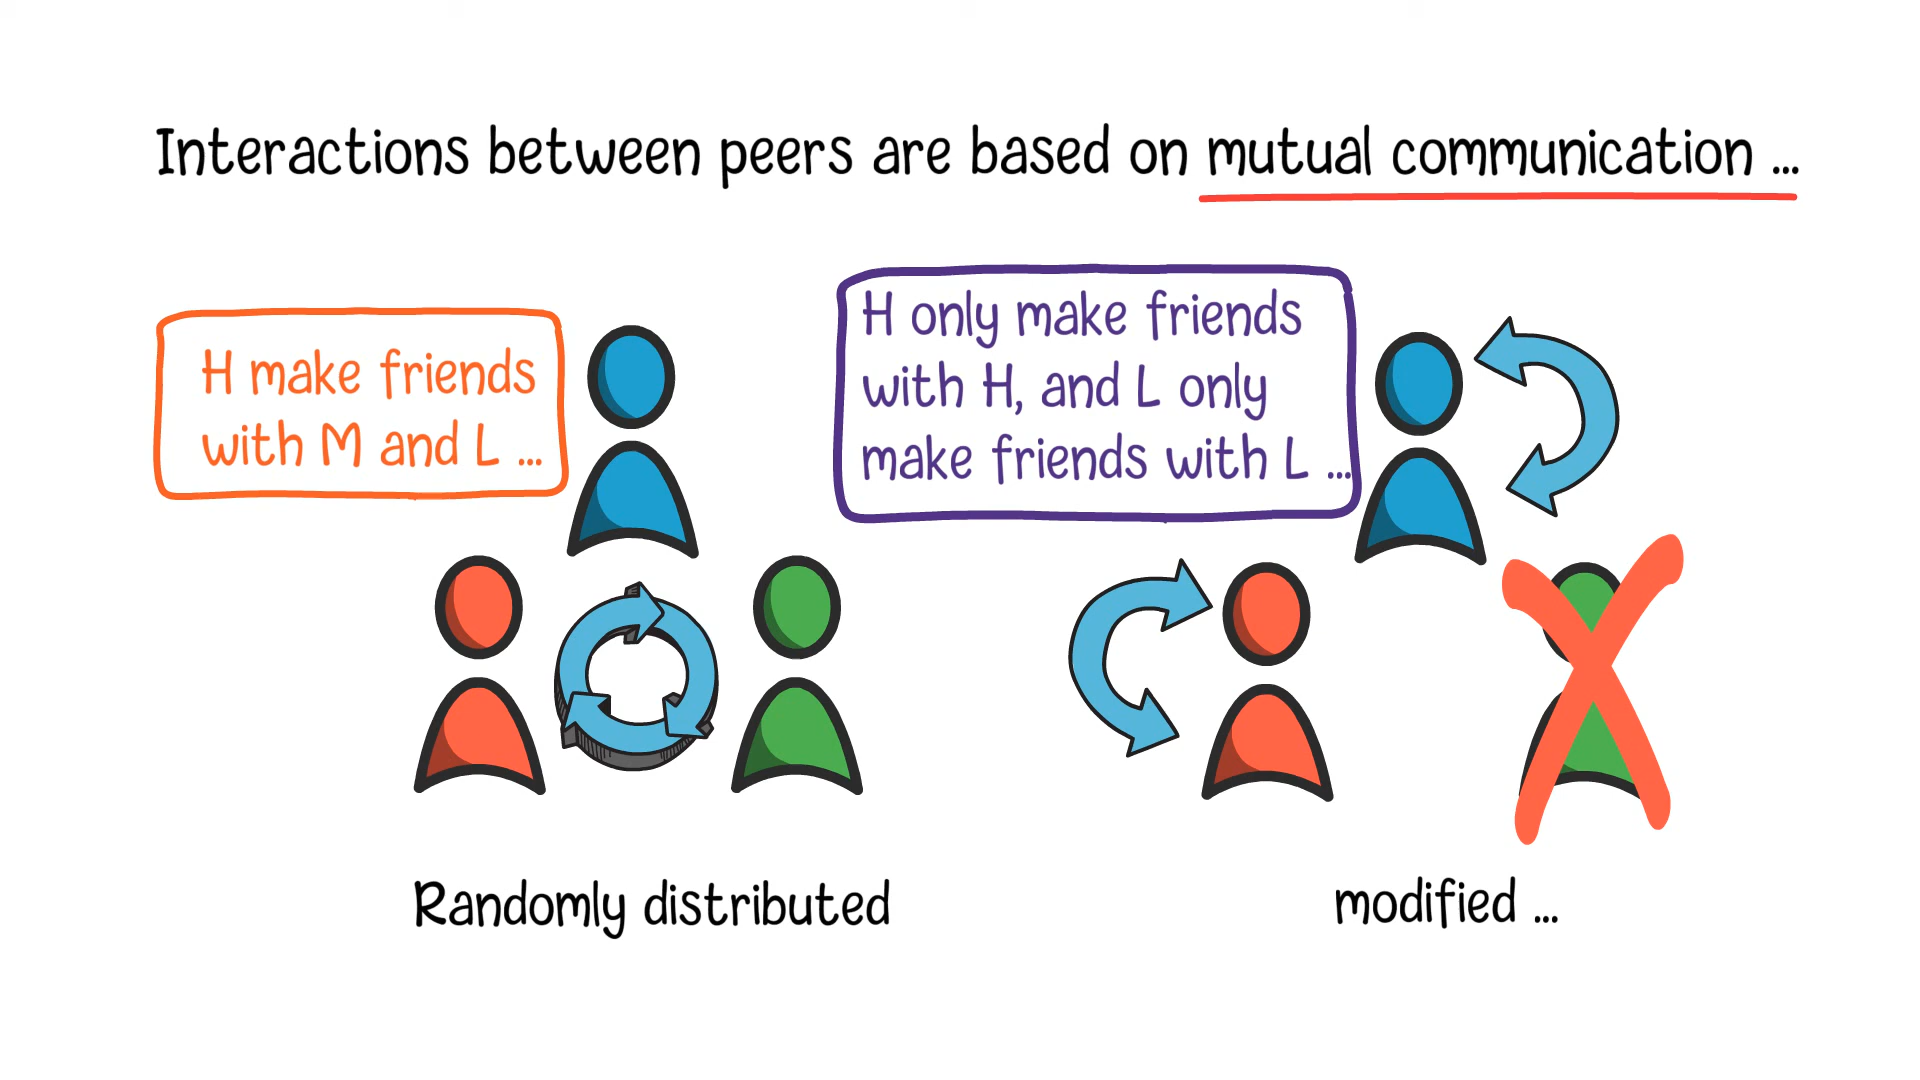 Interactions between peers are based on mutual communication ...
H make friends
with M and L ...
H only make friends
with H, and L only
make friends with L ...
Randomly distributed
modified ...